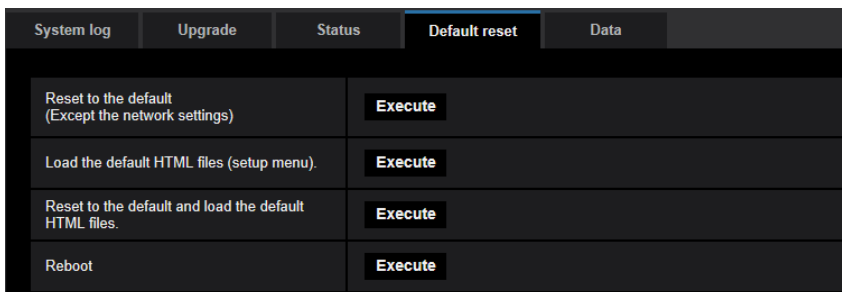 System log Upgrade Status Default reset Data
Reset to the default
(Except the network settings)
Execute
Load the default HTML files (setup menu).
Execute
Reset to the default and load the default
HTML files.
Execute
Reboot
Execute